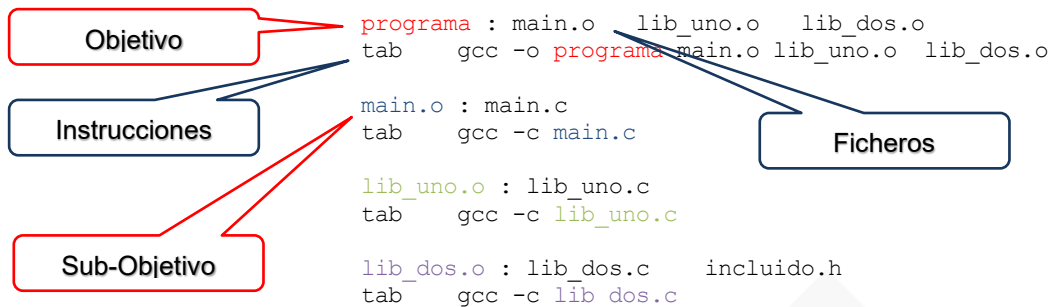 Objetivo
programa : main.o lib_uno.o lib_dos.o
tab gcc -o programa main.o lib_uno.o lib_dos.o
Instrucciones
main.o : main.c
tab gcc -c main.c
Ficheros
lib_uno.o : lib_uno.c
tab gcc -c lib_uno.c
Sub-Objetivo
lib_dos.o : lib_dos.c incluido.h
tab gcc -c lib_dos.c